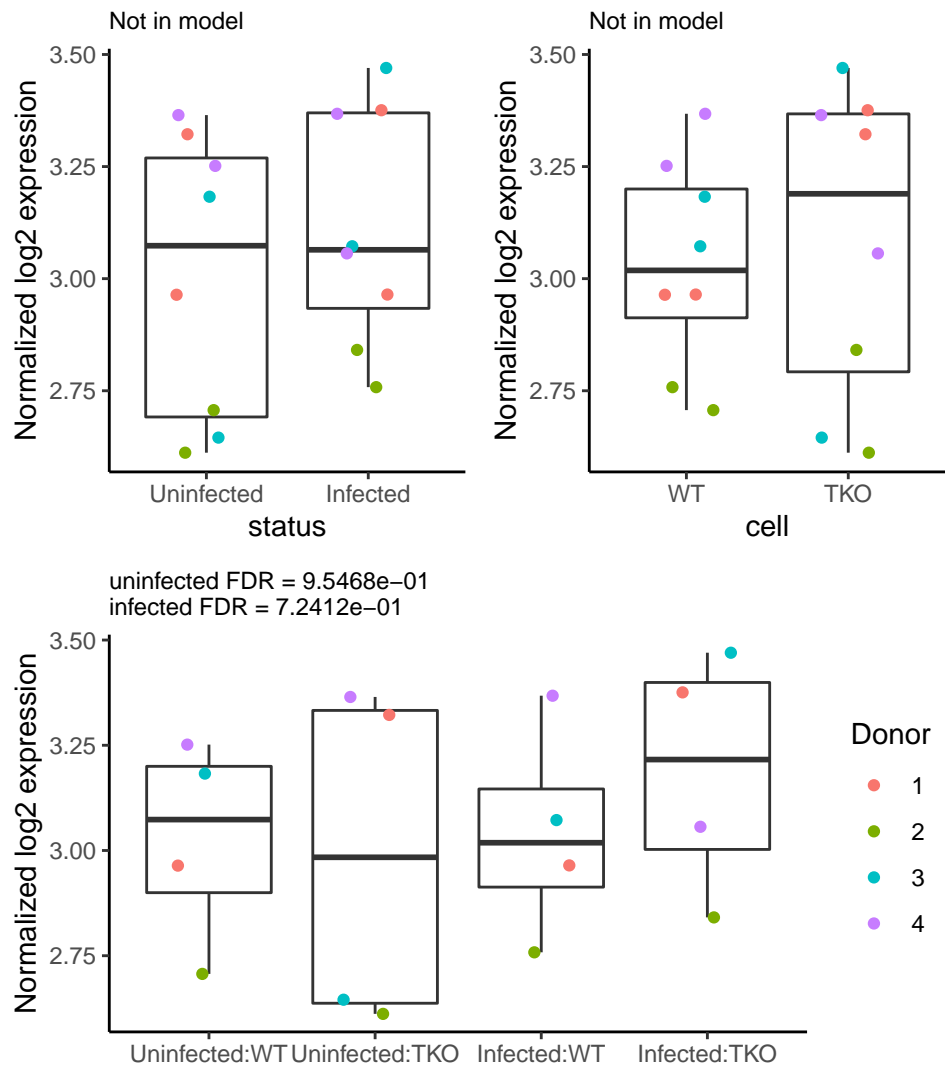 Not in model
Normalized log2 expression
3.50
3.25
3.00
2.75
Uninfected
Infected
status
Not in model
Normalized log2 expression
3.50
3.25
3.00
2.75
WT
TKO
cell
uninfected FDR = 9.5468e−01
infected FDR = 7.2412e−01
Normalized log2 expression
3.50
3.25
3.00
2.75
Uninfected:WT
Uninfected:TKO
Infected:WT
Infected:TKO
Donor
1
2
3
4